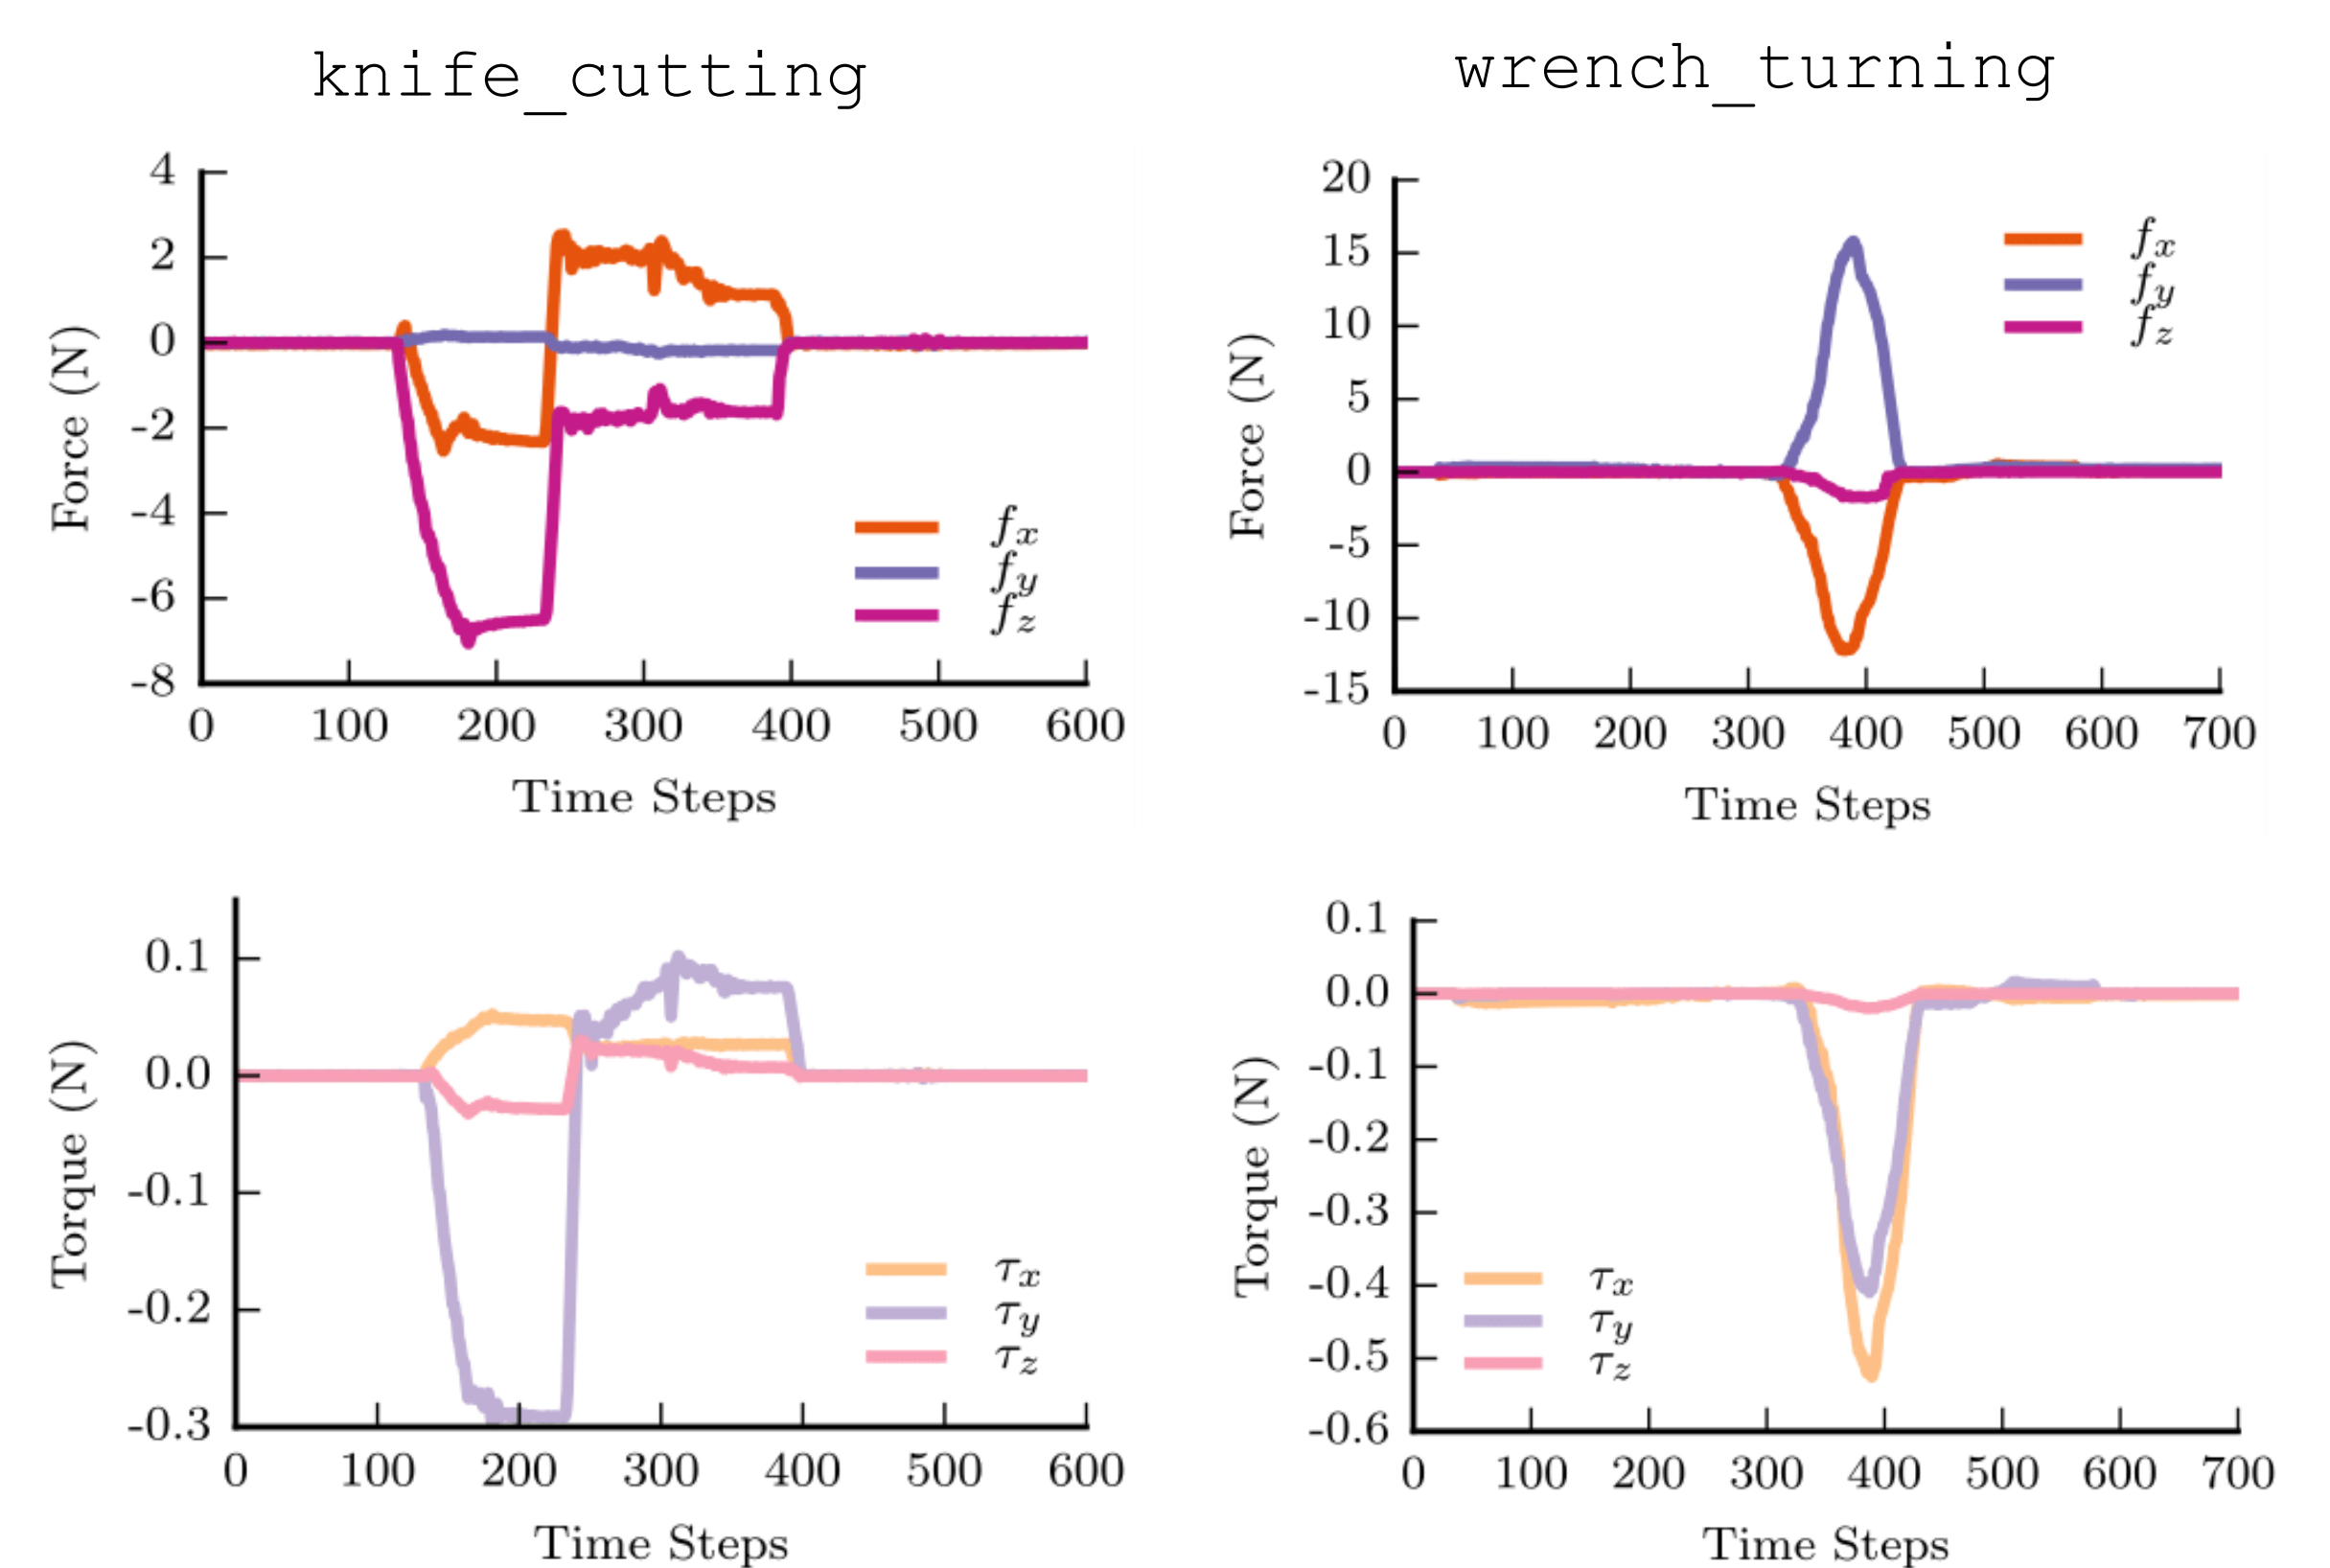 knife_cutting
4
2
0
-2
-4
-6
-8
Force (N)
f_x
f_y
f_z
0 100 200 300 400 500 600
Time Steps
wrench_turning
20
15
10
5
0
-5
-10
-15
Force (N)
f_x
f_y
f_z
0 100 200 300 400 500 600 700
Time Steps
0.1
0.0
-0.1
-0.2
-0.3
Torque (N)
τ_x
τ_y
τ_z
0 100 200 300 400 500 600
Time Steps
0.1
0.0
-0.1
-0.2
-0.3
-0.4
-0.5
-0.6
Torque (N)
τ_x
τ_y
τ_z
0 100 200 300 400 500 600 700
Time Steps